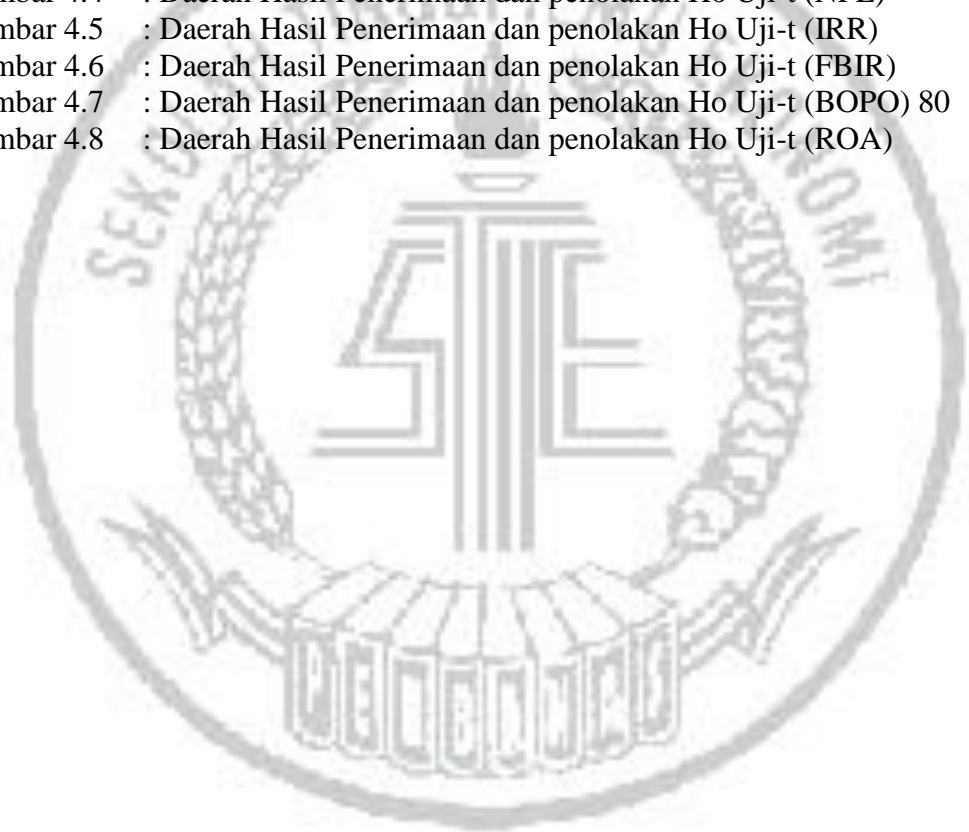 mbar 4.5 : Daerah Hasil Penerimaan dan penolakan Ho Uji-t (IRR)
mbar 4.6 : Daerah Hasil Penerimaan dan penolakan Ho Uji-t (FBIR)
mbar 4.7 : Daerah Hasil Penerimaan dan penolakan Ho Uji-t (BOPO) 80
mbar 4.8 : Daerah Hasil Penerimaan dan penolakan Ho Uji-t (ROA)
STE